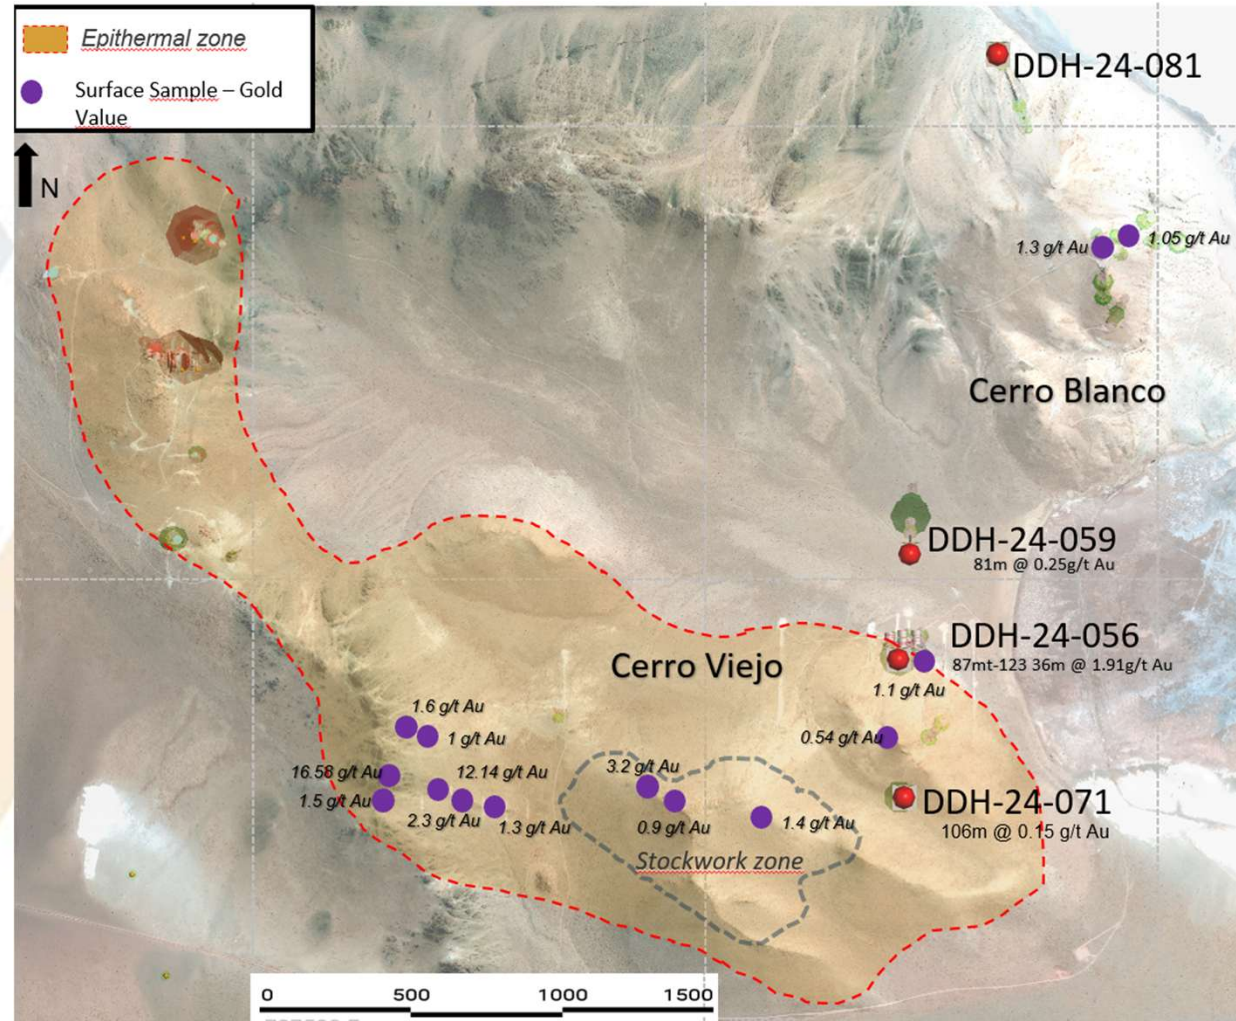 Epithermal zone
Surface Sample – Gold
Value
N
DDH-24-081
1.3 g/t Au
1.05 g/t Au
Cerro Blanco
DDH-24-059
81m @ 0.25g/t Au
DDH-24-056
87mt-123 36m @ 1.91g/t Au
Cerro Viejo
1.1 g/t Au
1.6 g/t Au
1 g/t Au
0.54 g/t Au
16.58 g/t Au
12.14 g/t Au
3.2 g/t Au
1.5 g/t Au
2.3 g/t Au
1.3 g/t Au
0.9 g/t Au
1.4 g/t Au
DDH-24-071
106m @ 0.15 g/t Au
Stockwork zone
0 500 1000 1500